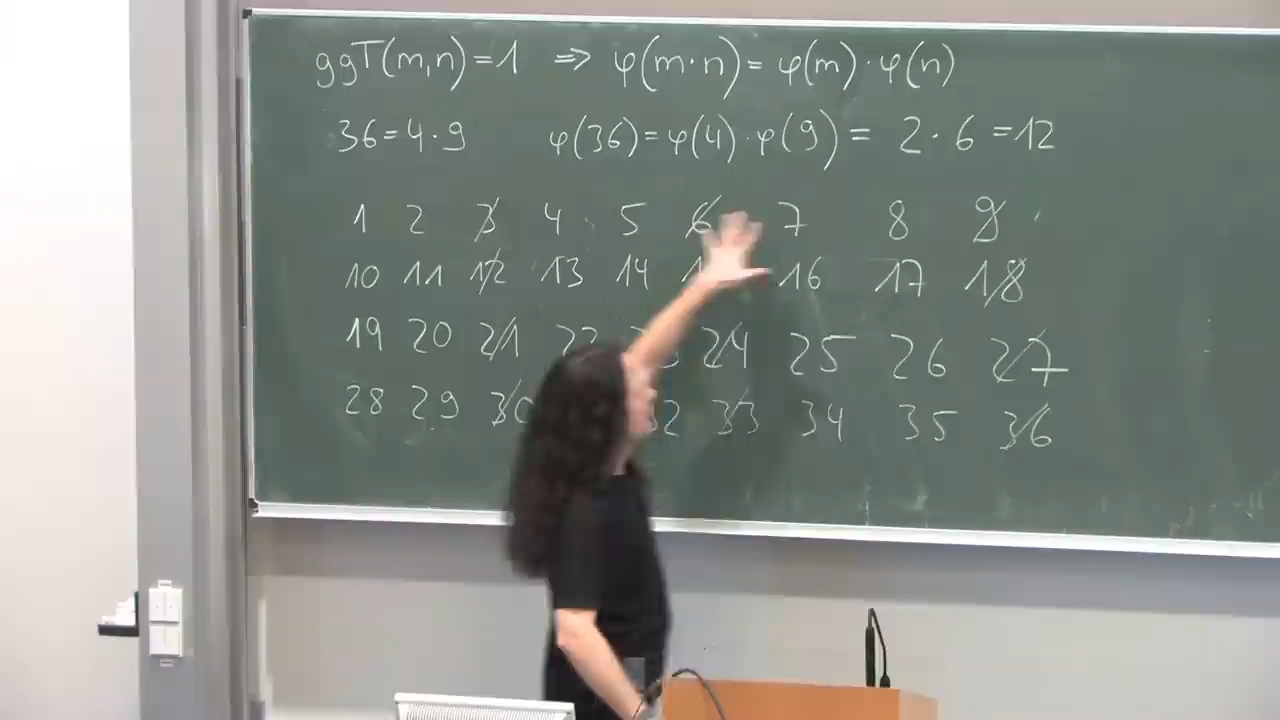 ggT(m,n)=1 ⇒ φ(m·n)=φ(m)·φ(n)
36=4·9 φ(36)=φ(4)·φ(9)= 2·6=12
1 2 3 4 5 6 7 8 9
10 11 12 13 14 16 17 18
19 20 21 22 24 25 26 27
28 29 30 32 33 34 35 36